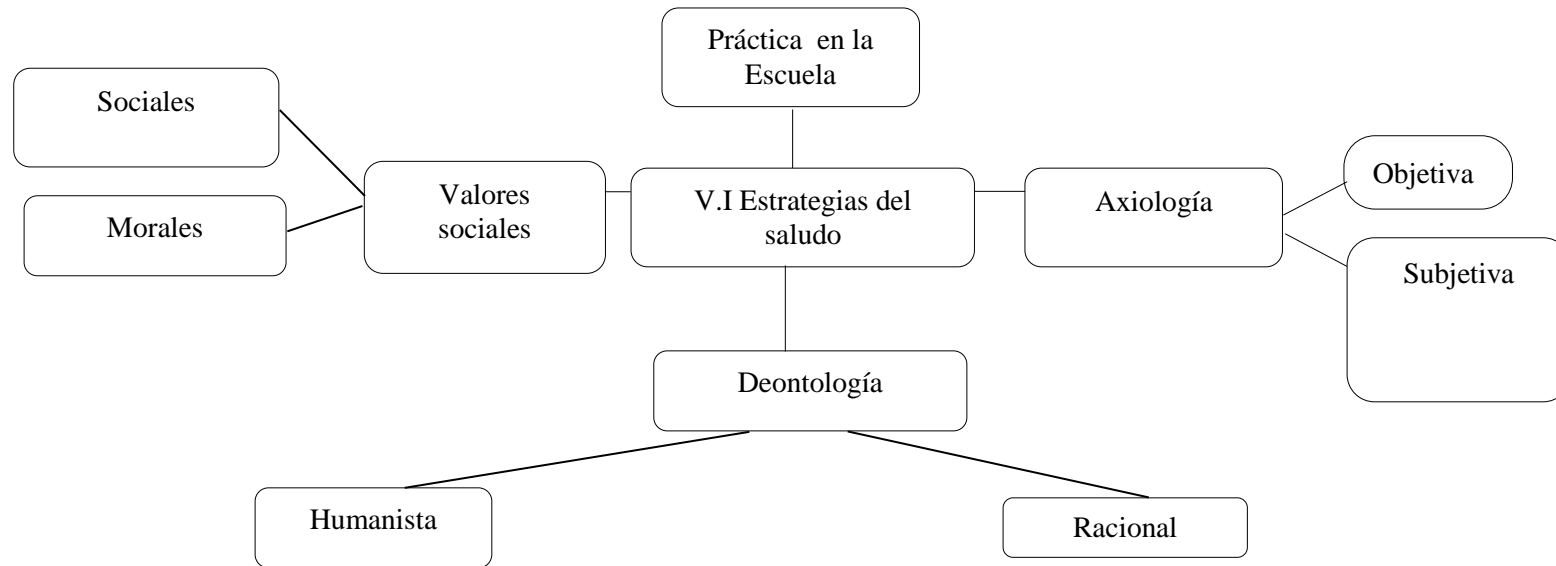 Práctica en la
Escuela
Sociales
Morales
Valores
sociales
V.I Estrategias del
saludo
Axiología
Objetiva
Subjetiva
Deontología
Humanista
Racional